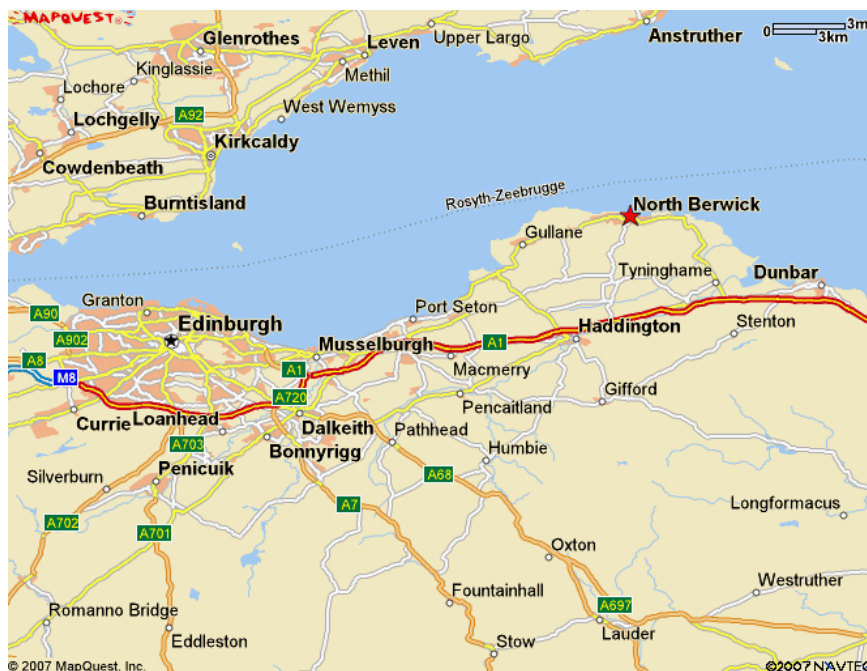 MAPQUEST
Glenrothes
Leven
Upper Largo
Anstruther
0 3m
3km
Kinglassie
Methil
Lochore
West Wemyss
A92
Lochgelly
Kirkcaldy
Cowdenbeath
Burntisland
Rosyth-Zeebrugge
North Berwick
Gullane
Tyninghame
Dunbar
Granton
Port Seton
A90
Edinburgh
A902
Haddington
Stenton
Musselburgh
A1
A8
A1
Macmerry
M8
A720
Gifford
Pencaitland
Currie
Loanhead
Dalkeith
Pathhead
A703
Bonnyrigg
Humbie
Penicuik
A68
Silverburn
A7
Longformacus
A702
A701
Oxton
Westruther
Fountainhall
A697
Romanno Bridge
Lauder
Eddleston
Stow
© 2007 MapQuest, Inc.
©2007 NAVTEQ